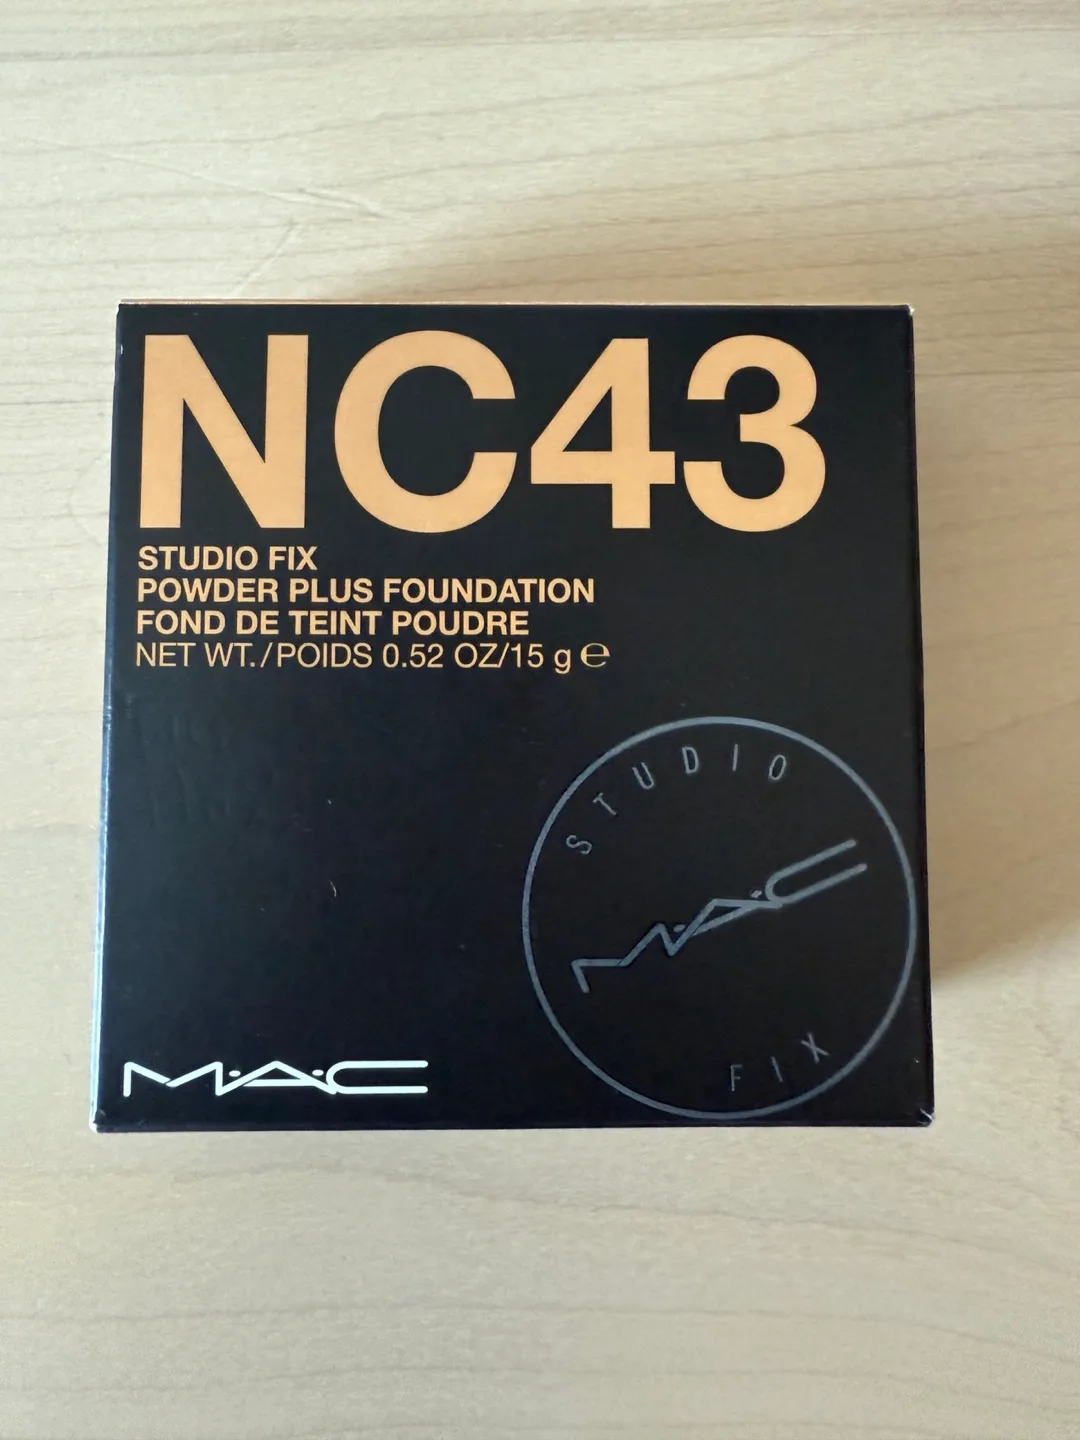 NC43
STUDIO FIX
POWDER PLUS FOUNDATION
FOND DE TEINT POUDRE
NET WT./POIDS 0.52 OZ/15 g ℮
STUDIO
MAC
FIX
M·A·C